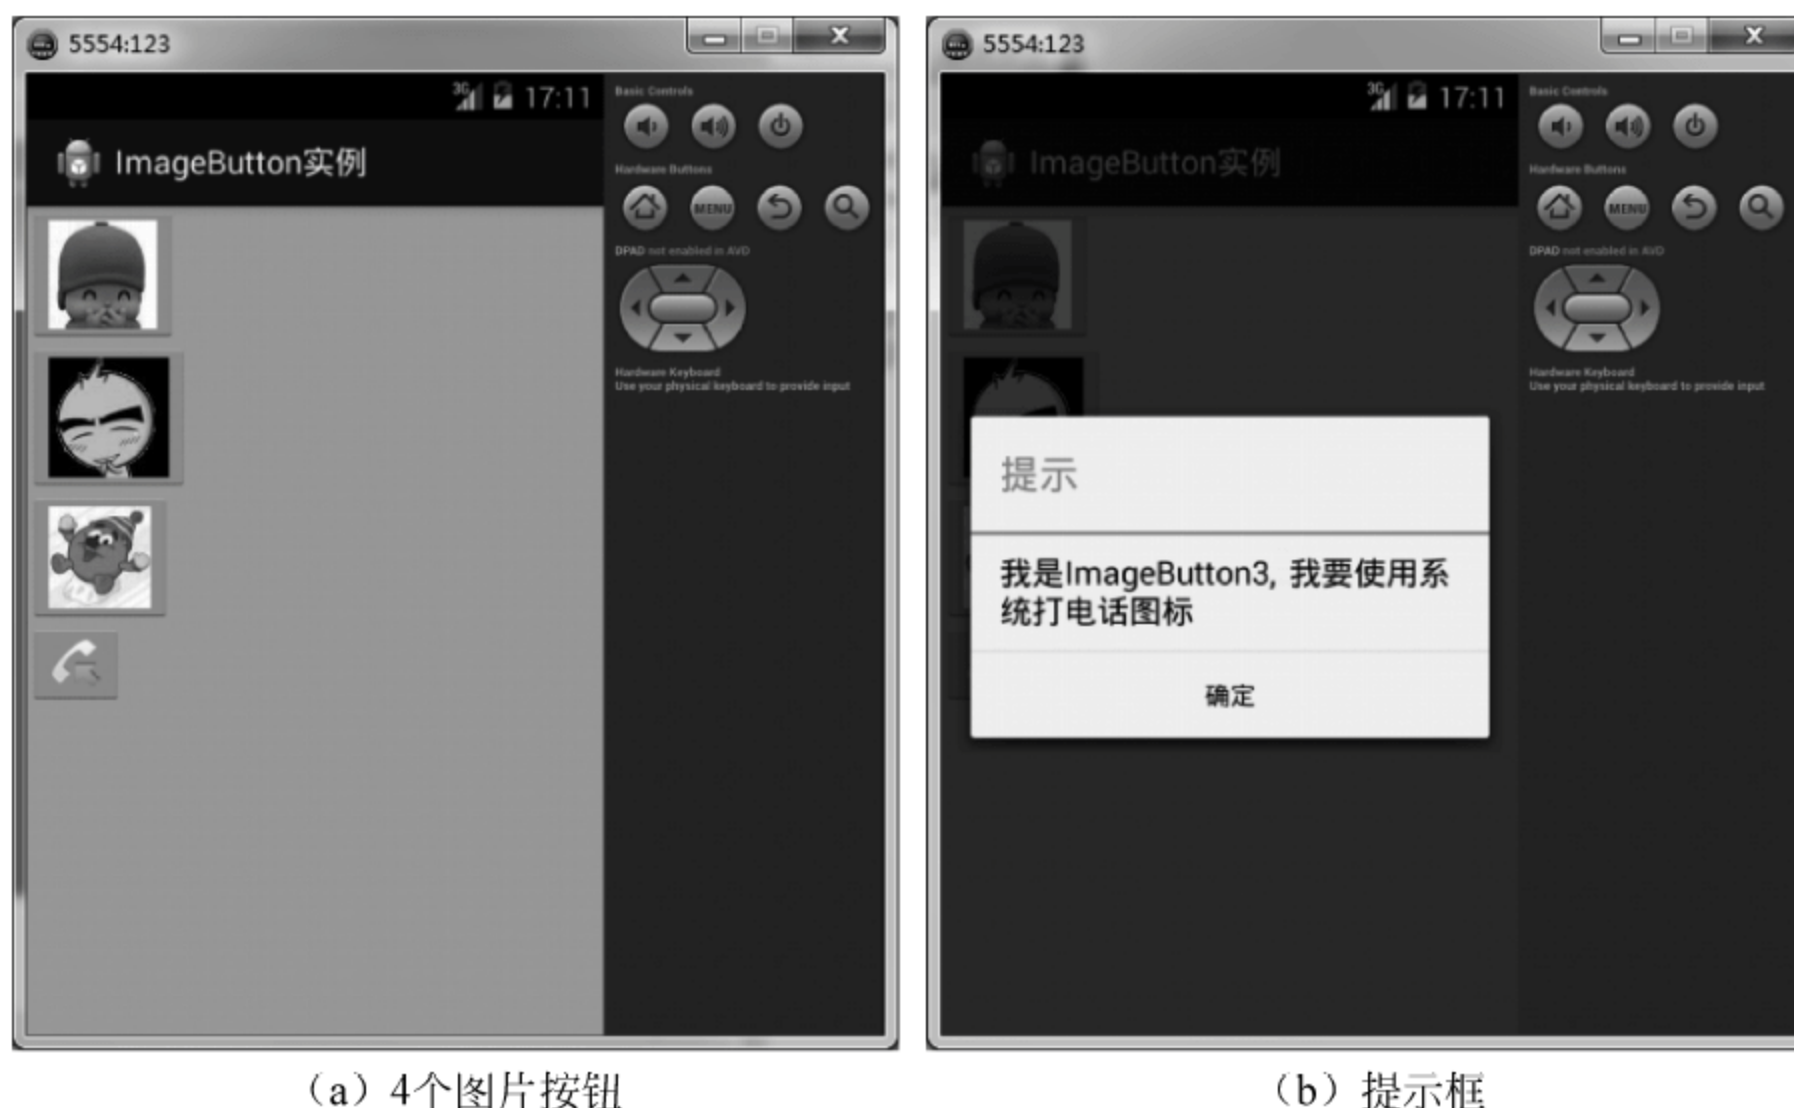 5554:123
3G 17:11
ImageButton实例
Basic Controls
Hardware Buttons
MENU
DPAD not enabled in AVD
Hardware Keyboard
Use your physical keyboard to provide input
(a) 4个图片按钮
5554:123
3G 17:11
ImageButton实例
Basic Controls
Hardware Buttons
MENU
DPAD not enabled in AVD
Hardware Keyboard
Use your physical keyboard to provide input
提示
我是ImageButton3, 我要使用系
统打电话图标
确定
(b) 提示框